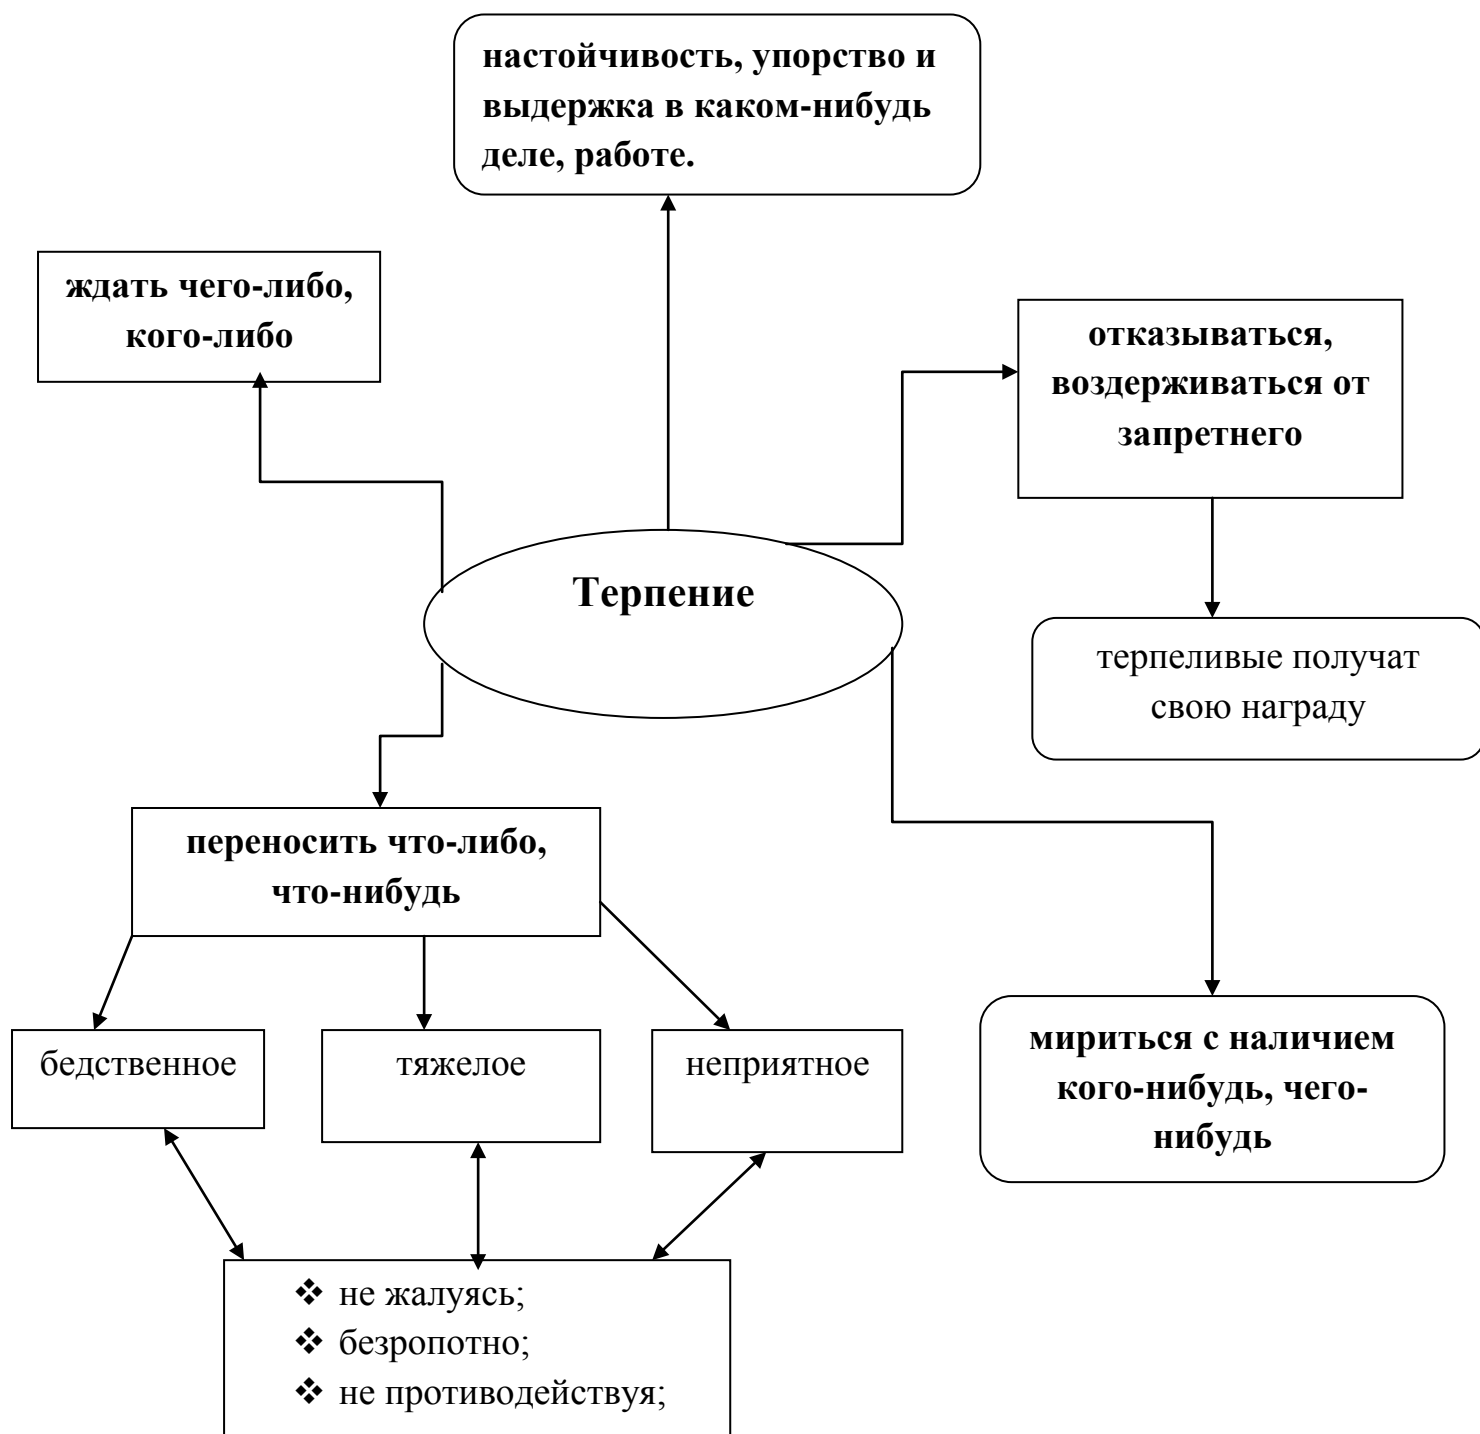 настойчивость, упорство и
выдержка в каком-нибудь
деле, работе.
ждать чего-либо,
кого-либо
отказываться,
воздерживаться от
запретнего
Терпение
терпеливые получат
свою награду
переносить что-либо,
что-нибудь
бедственное
тяжелое
неприятное
мириться с наличием
кого-нибудь, чего-
нибудь
❖ не жалуясь;
❖ безропотно;
❖ не противодействуя;